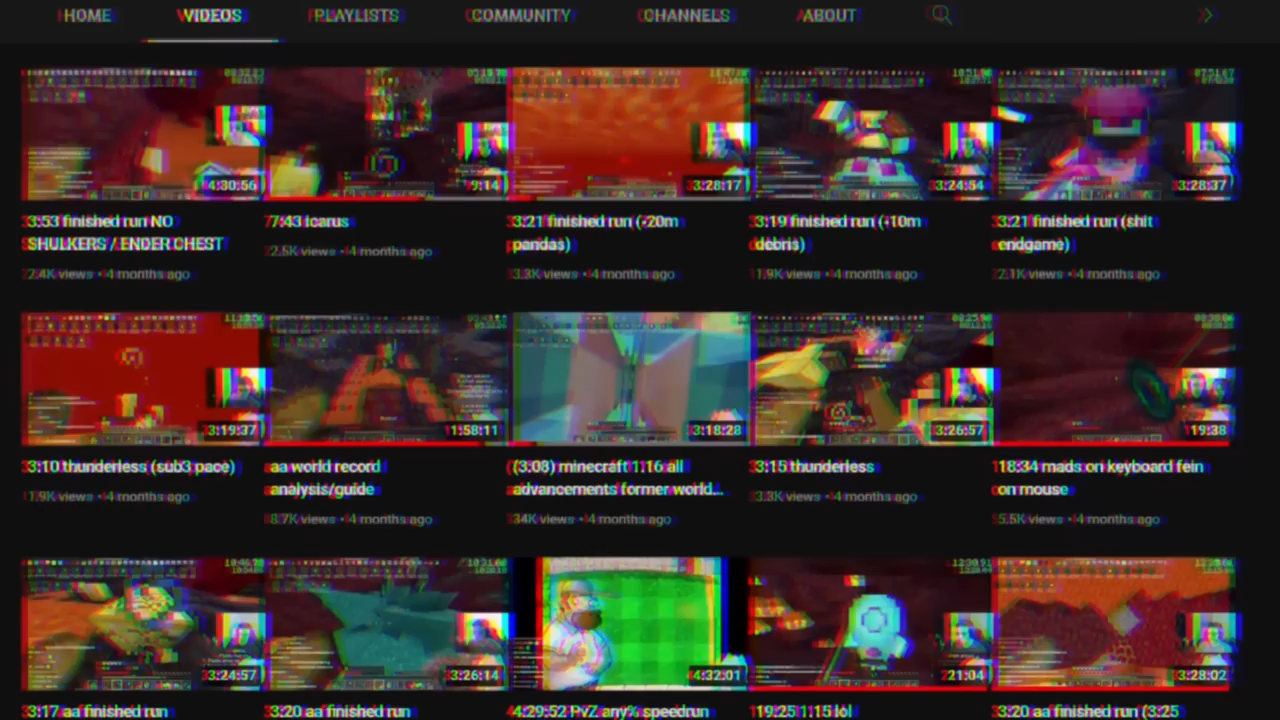 HOME VIDEOS PLAYLISTS COMMUNITY CHANNELS ABOUT
4:30:56
9:14
3:28:17
3:24:54
3:28:37
3:53 finished run NO
SHULKERS / ENDER CHEST
2.4K views • 4 months ago
7:43 icarus
2.5K views • 4 months ago
3:21 finished run (-20m
pandas)
3.3K views • 4 months ago
3:19 finished run (-10m
debris)
1.9K views • 4 months ago
3:21 finished run (shit
endgame)
2.1K views • 4 months ago
3:19:37
1:58:11
3:18:28
3:26:57
19:38
3:10 thunderless (sub3 pace)
1.9K views • 4 months ago
aa world record
analysis/guide
8.7K views • 4 months ago
(3:08) minecraft 1.16 all
advancements former world...
34K views • 4 months ago
3:15 thunderless
3.3K views • 4 months ago
18:34 mads on keyboard fein
on mouse
5.5K views • 4 months ago
3:24:57
3:26:14
4:32:01
21:04
3:28:02
3:17 aa finished run
3:20 aa finished run
4:29:52 PvZ any% speedrun
19:25 1.15 lol
3:20 aa finished run (3:25